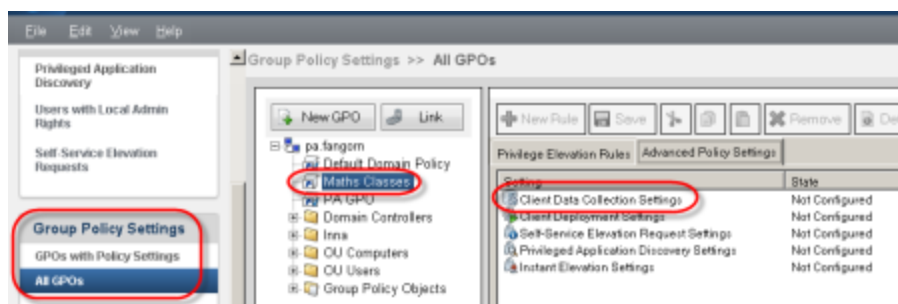 File Edit View Help
Privileged Application
Discovery
Users with Local Admin
Rights
Self-Service Elevation
Requests
Group Policy Settings
GPOs with Policy Settings
All GPOs
Group Policy Settings >> All GPOs
New GPO Link
pa.fangorn
Default Domain Policy
Maths Classes
PA GPO
Domain Controllers
Inna
OU Computers
OU Users
Group Policy Objects
New Rule Save Remove De
Privilege Elevation Rules Advanced Policy Settings
Setting State
Client Data Collection Settings Not Configured
Client Deployment Settings Not Configured
Self-Service Elevation Request Settings Not Configured
Privileged Application Discovery Settings Not Configured
Instant Elevation Settings Not Configured